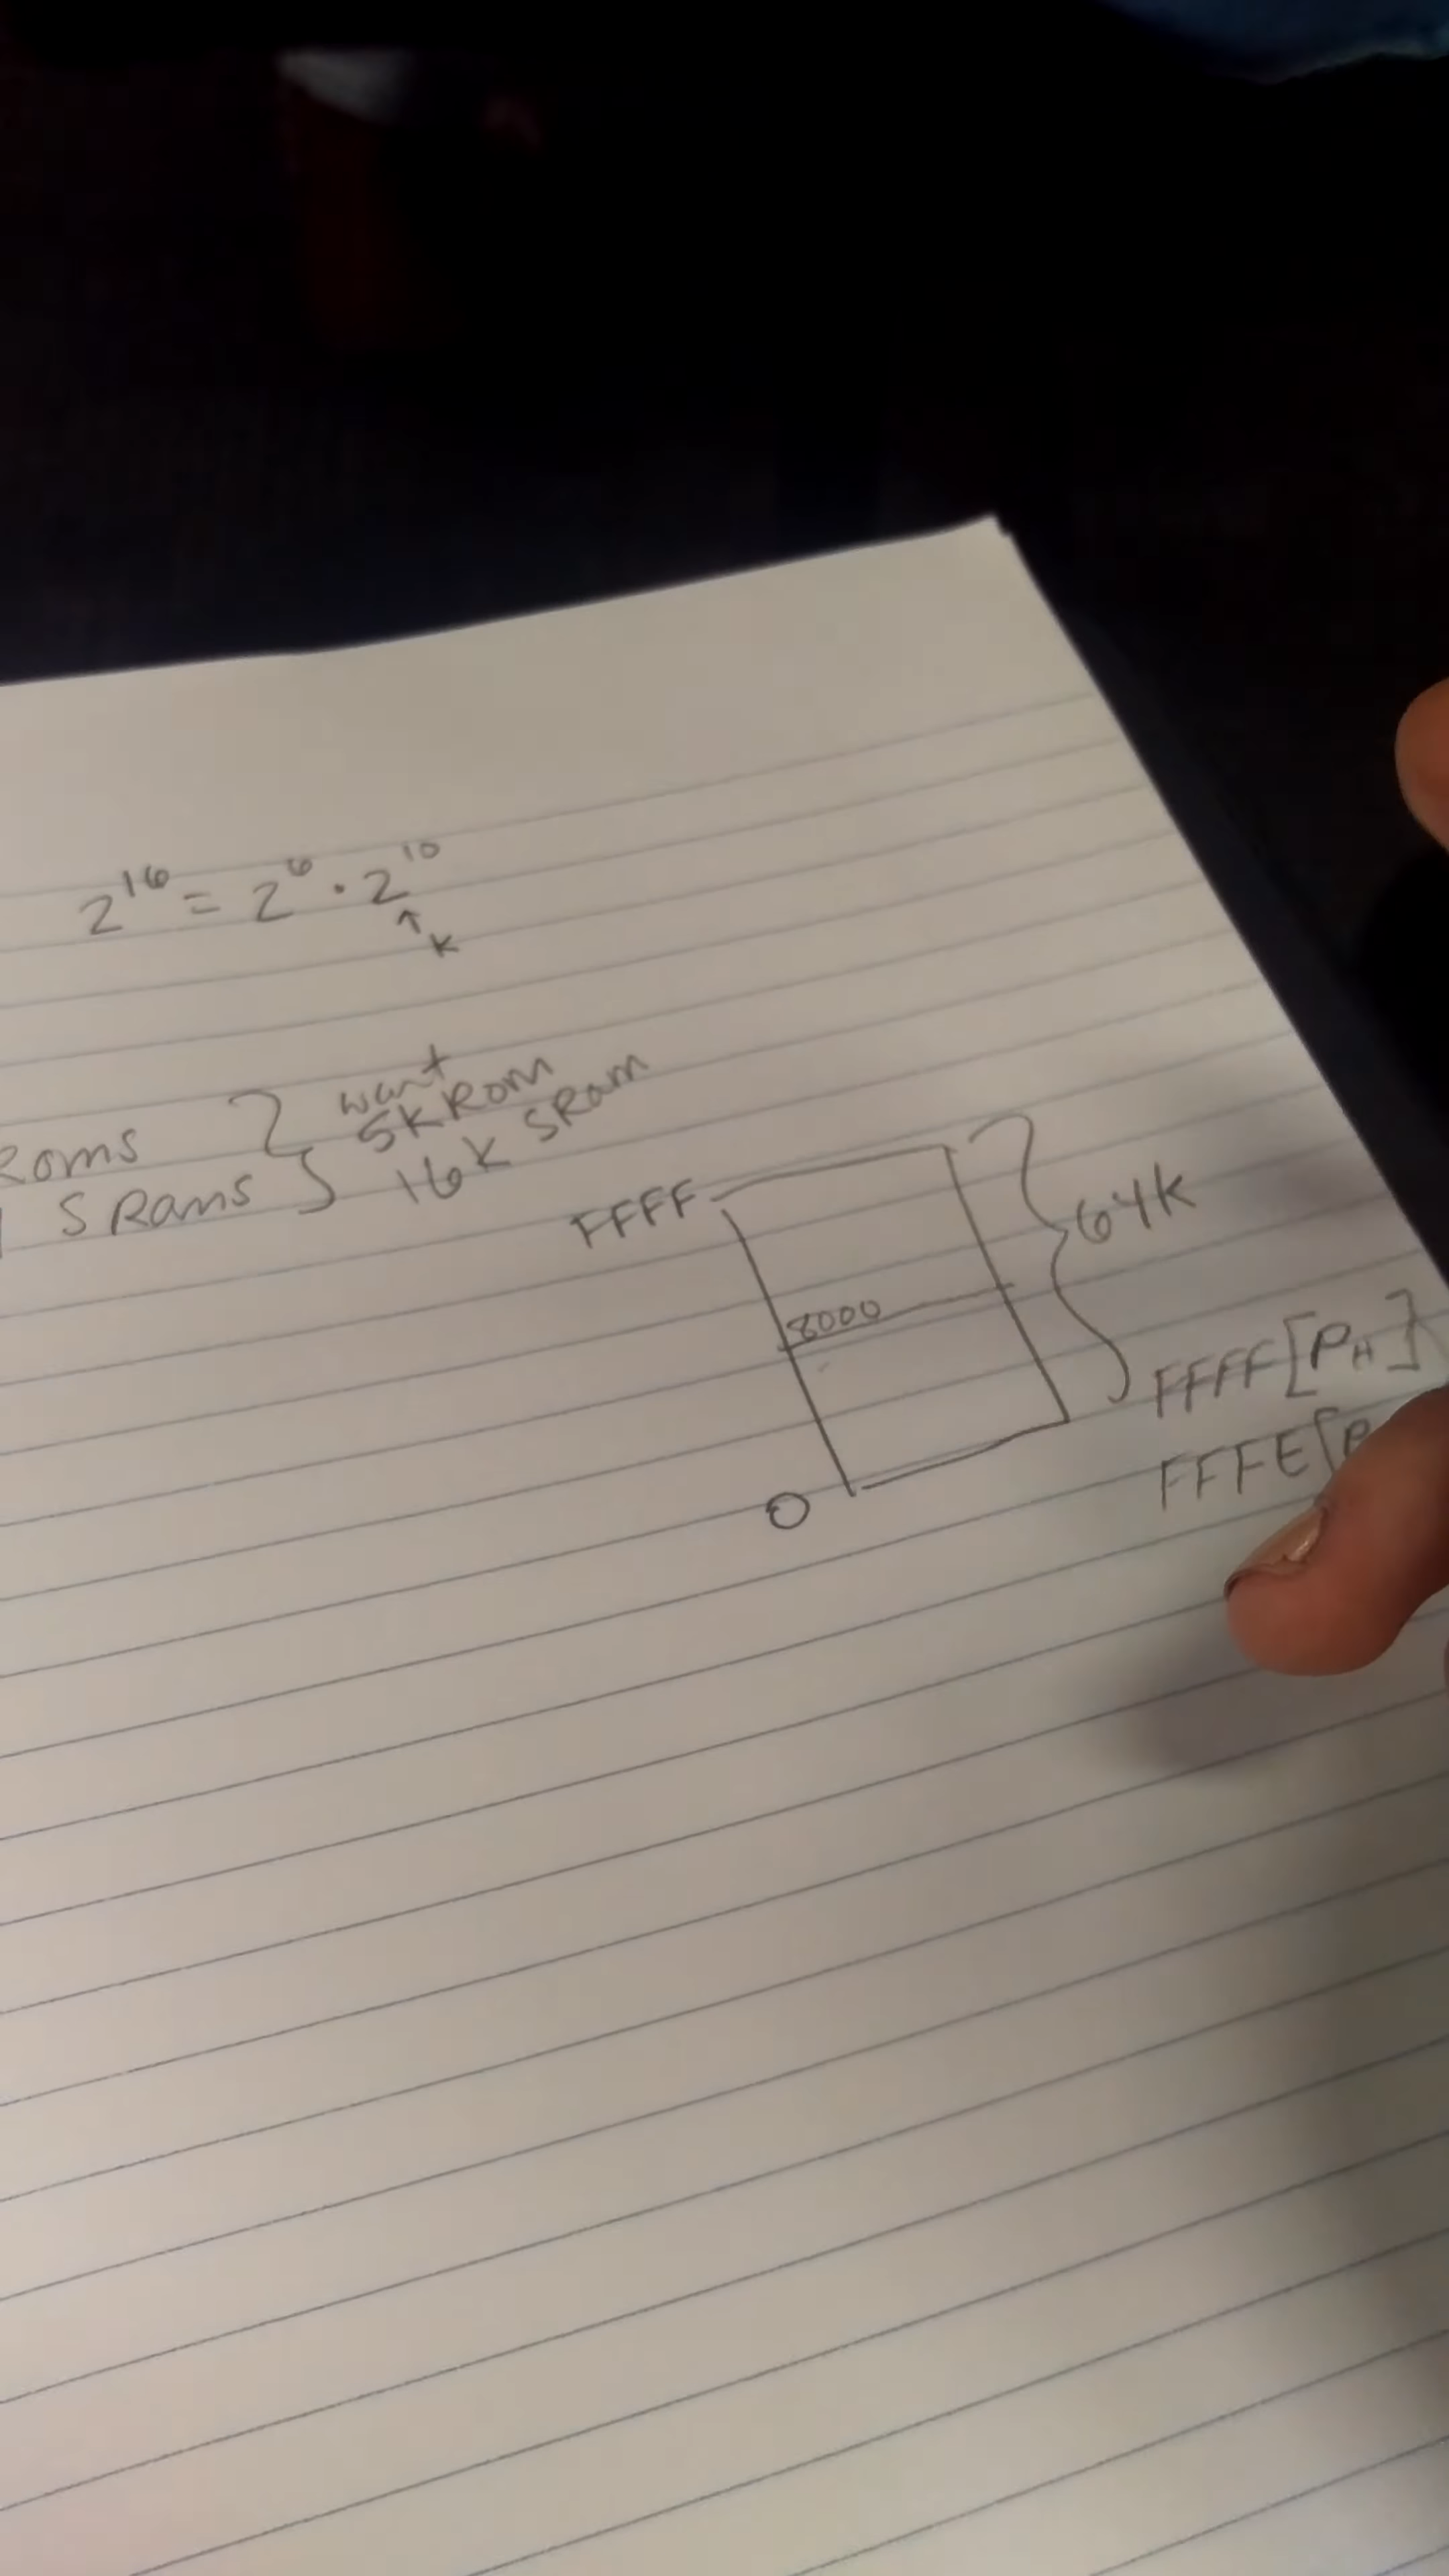 2^16 = 2^6 · 2^10
↑ K
Roms } want
5K Rom
S Rams } 16K SRam
FFFF
64K
8000
FFFF[PH]
FFFE[P
0